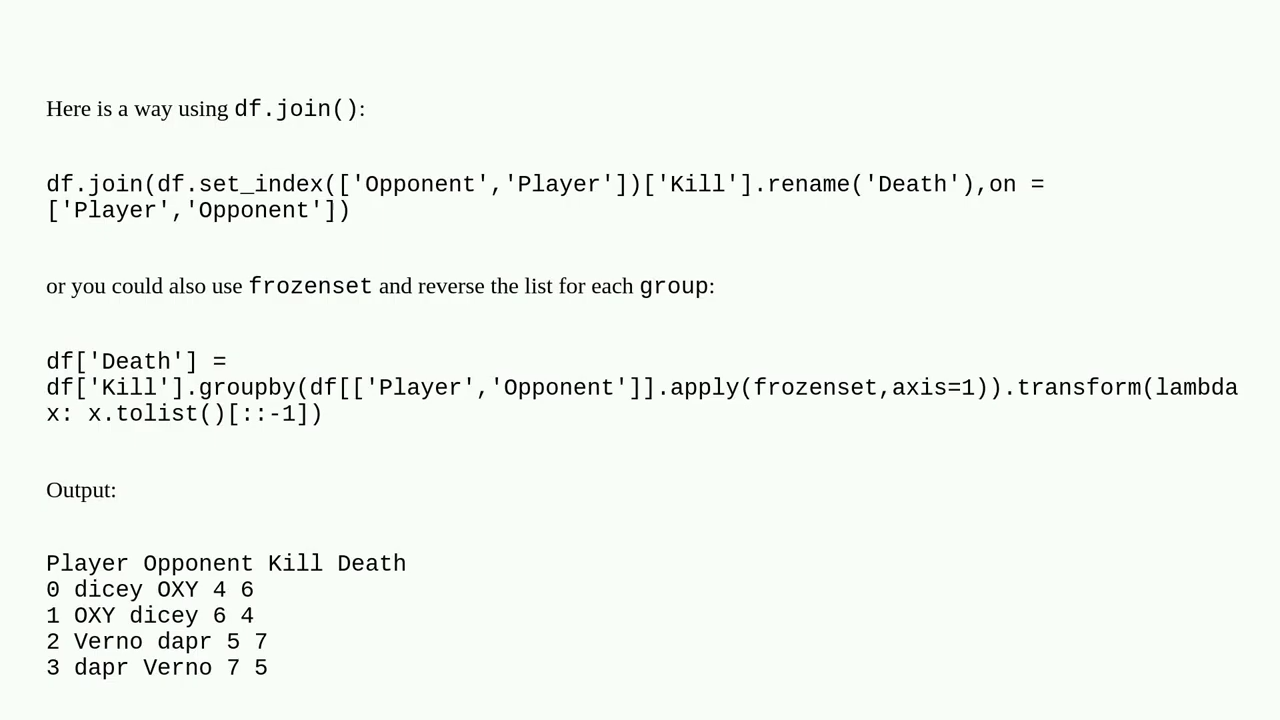 Here is a way using df.join():
df.join(df.set_index(['Opponent','Player'])['Kill'].rename('Death'),on =
['Player','Opponent'])
or you could also use frozenset and reverse the list for each group:
df['Death'] =
df['Kill'].groupby(df[['Player','Opponent']].apply(frozenset,axis=1)).transform(lambda
x: x.tolist()[::-1])
Output:
Player Opponent Kill Death
0 dicey OXY 4 6
1 OXY dicey 6 4
2 Verno dapr 5 7
3 dapr Verno 7 5